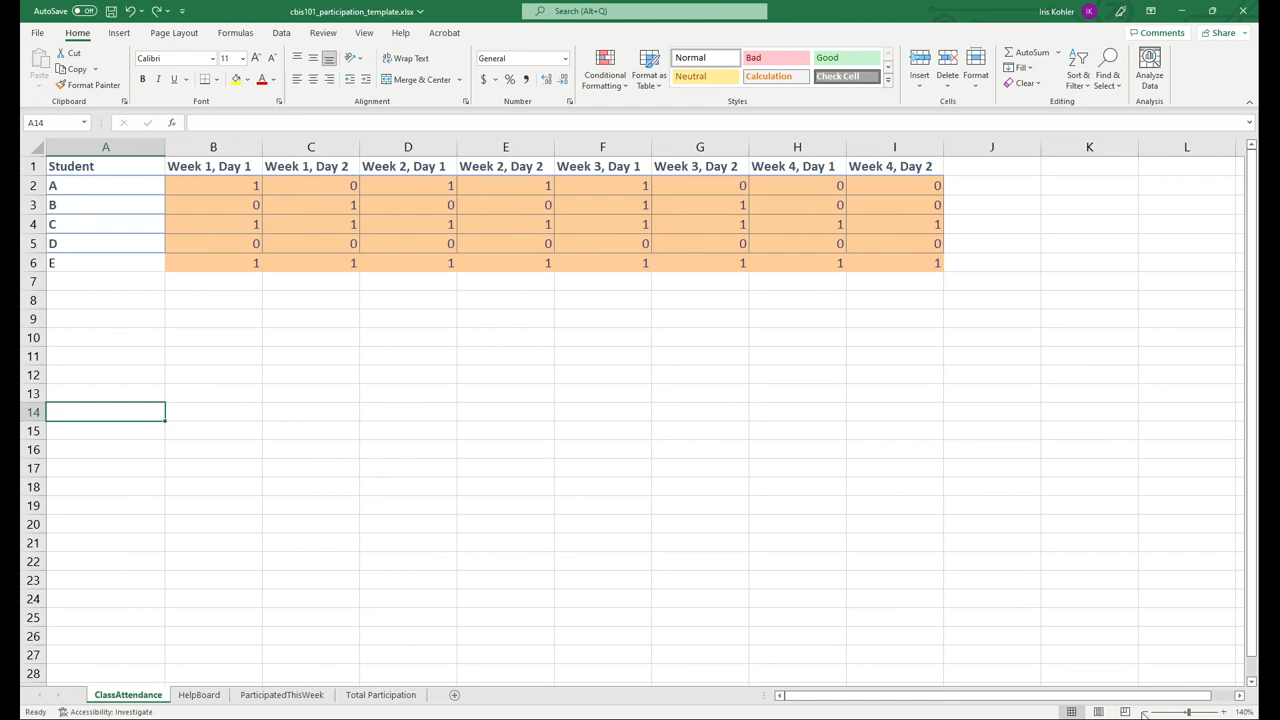 AutoSave Off cbis101_participation_template.xlsx Search (Alt+Q) Iris Kohler IK
File Home Insert Page Layout Formulas Data Review View Help Acrobat Comments Share
Paste Cut Copy Format Painter Clipboard
Calibri 11 A A B I U A Font
ab Wrap Text Merge & Center Alignment
General $ % , Number
Conditional Formatting Format as Table Normal Bad Good Neutral Calculation Check Cell Styles
Insert Delete Format Cells
AutoSum Fill Clear Sort & Filter Find & Select Editing
Analyze Data Analysis
A14 fx
A B C D E F G H I J K L
1 Student Week 1, Day 1 Week 1, Day 2 Week 2, Day 1 Week 2, Day 2 Week 3, Day 1 Week 3, Day 2 Week 4, Day 1 Week 4, Day 2
2 A 1 0 1 1 1 0 0 0
3 B 0 1 0 0 1 1 0 0
4 C 1 1 1 1 1 1 1 1
5 D 0 0 0 0 0 0 0 0
6 E 1 1 1 1 1 1 1 1
7
8
9
10
11
12
13
14
15
16
17
18
19
20
21
22
23
24
25
26
27
28
ClassAttendance HelpBoard ParticipatedThisWeek Total Participation
Ready Accessibility: Investigate 140%